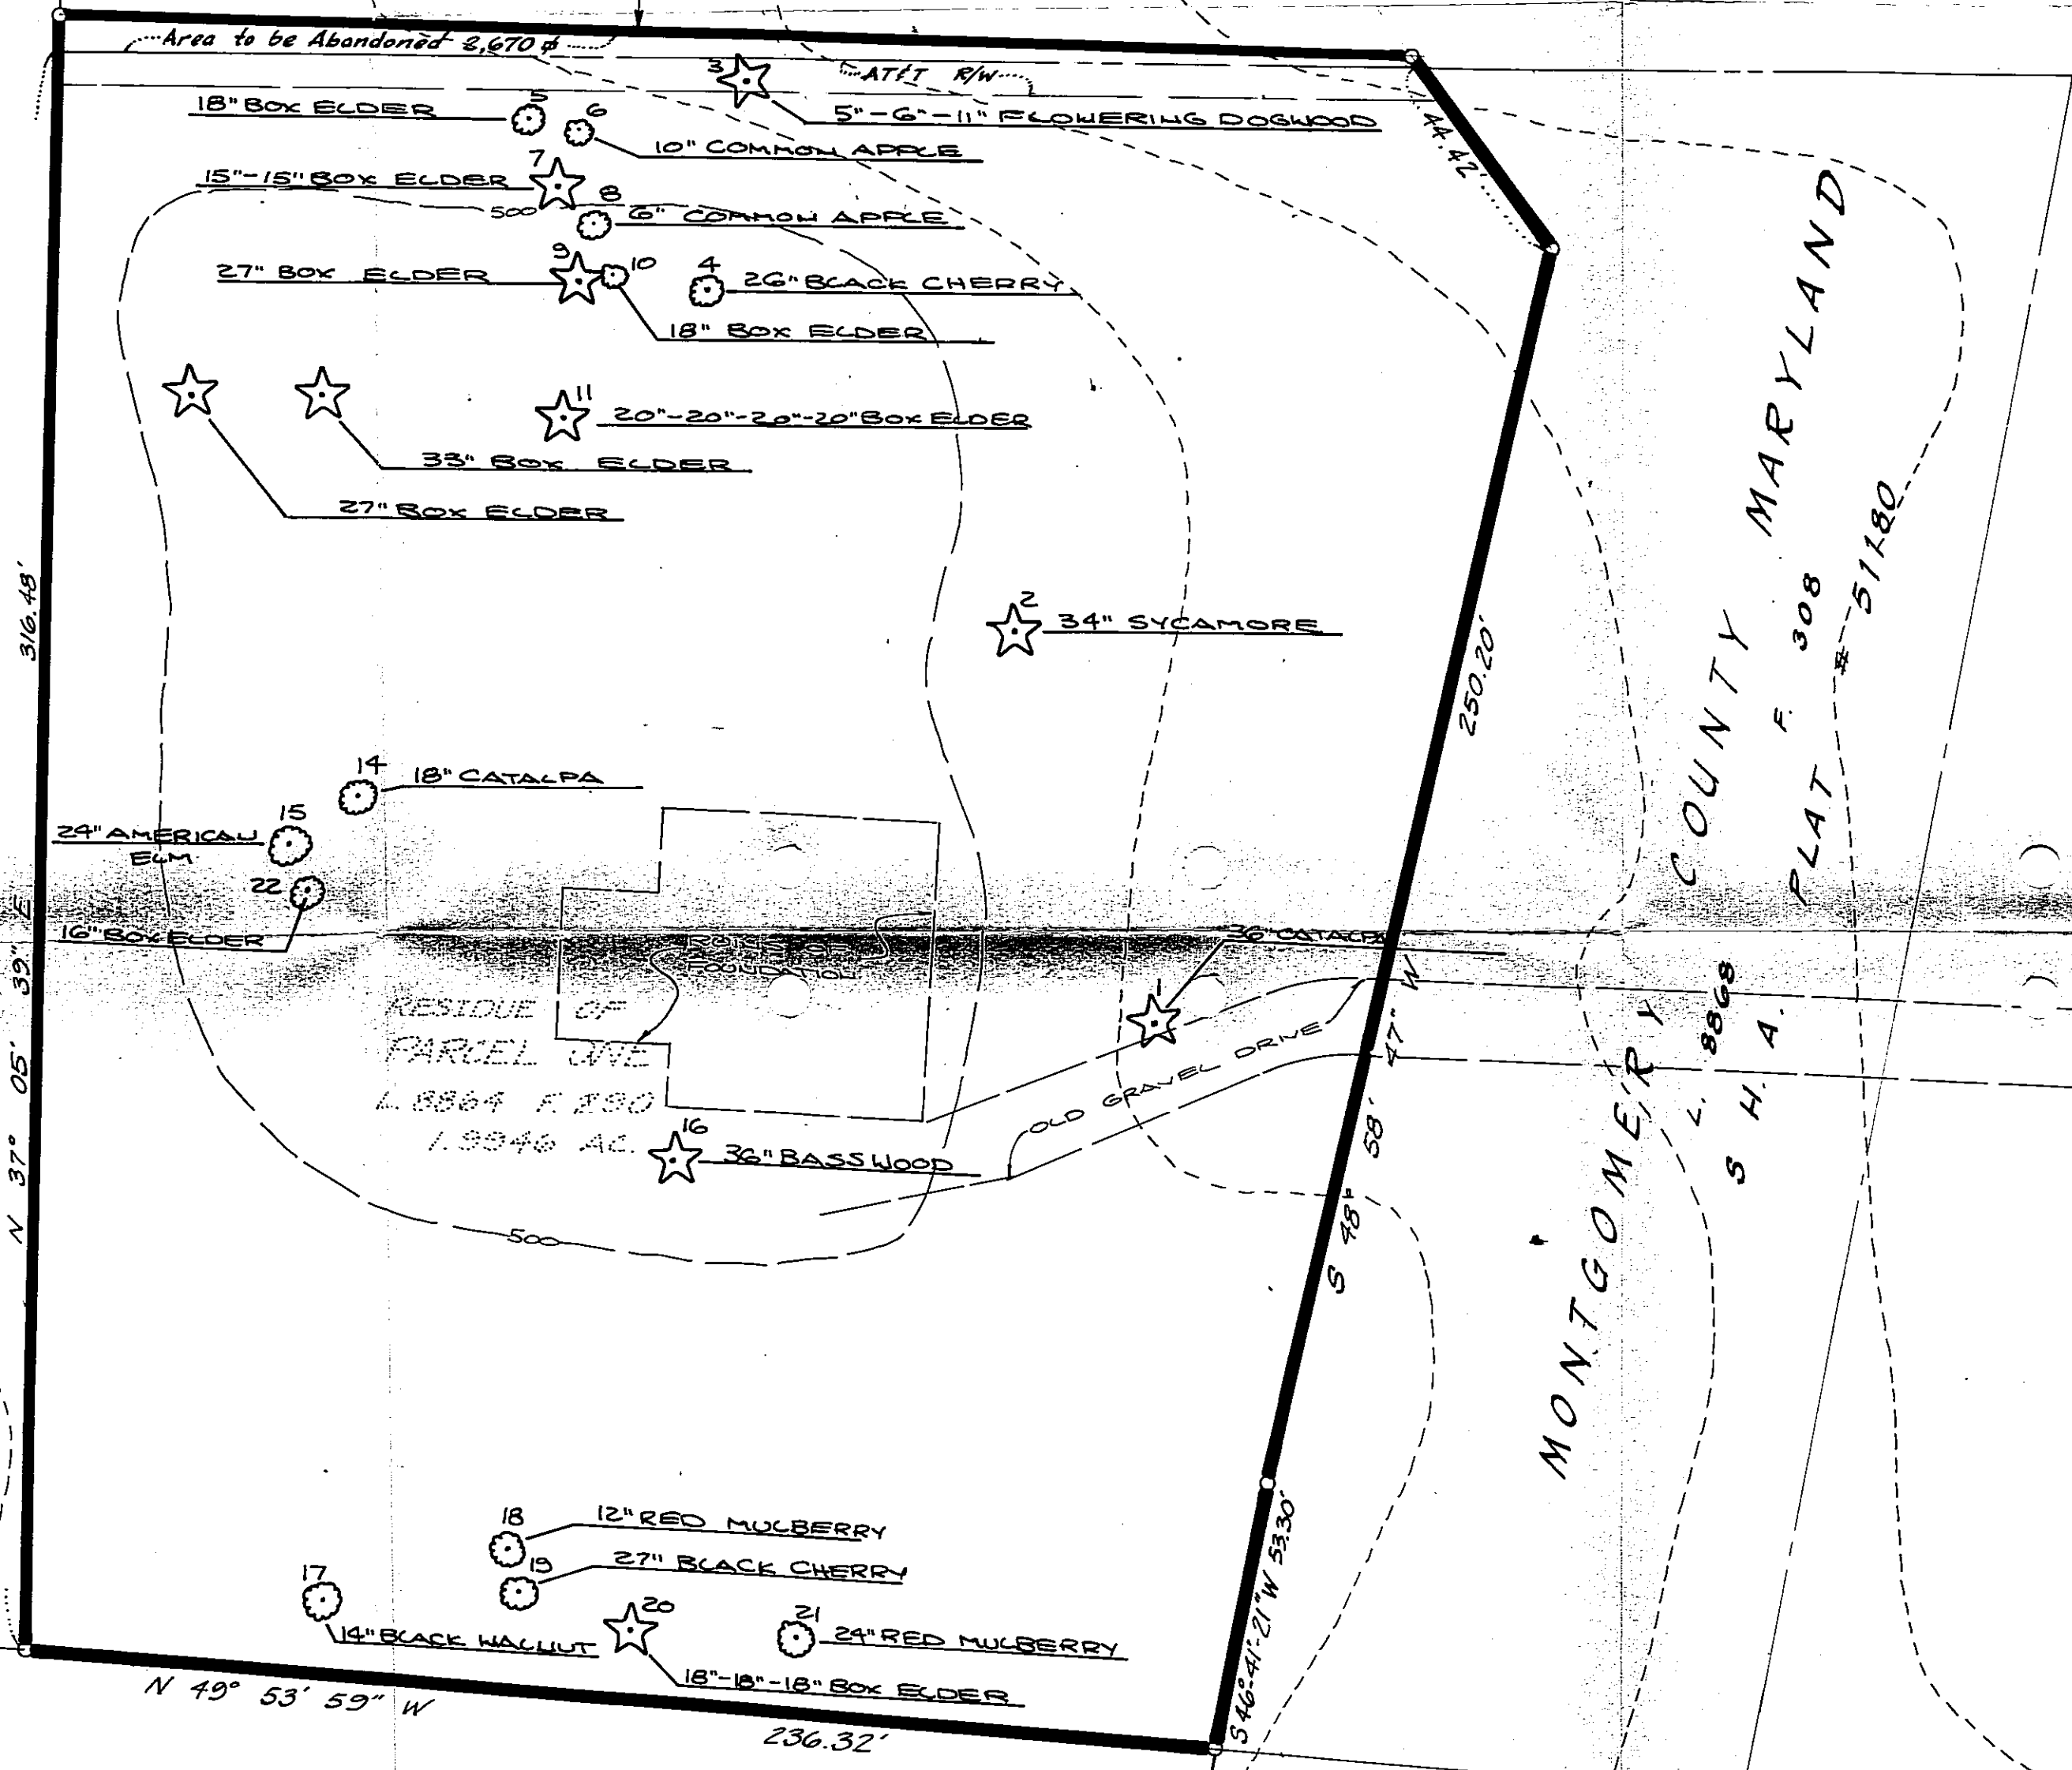 Area to be Abandoned 8,670 ⌀
AT&T R/W
3
5"-6"-11" FLOWERING DOGWOOD
18" BOX ELDER
5
6
10" COMMON APPLE
44.42'
7
15"-15" BOX ELDER
8
500
6" COMMON APPLE
9
27" BOX ELDER
10
4
26" BLACK CHERRY
18" BOX ELDER
11
20"-20"-20"-20" BOX ELDER
33" BOX ELDER
27" BOX ELDER
316.48'
2
34" SYCAMORE
250.20'
MONTGOMERY COUNTY MARYLAND
L. 8868 F. 308
S. H. A. PLAT # 51180
14
18" CATALPA
15
24" AMERICAN
ELM
22
16" BOX ELDER
FOUNDATION
36" CATALPA
1
RESIDUE OF
PARCEL ONE
L. 8864 F. 290
1.9946 AC.
OLD GRAVEL DRIVE
16
36" BASSWOOD
N 37° 05' 39" E
S 48° 58' 47" W
500
18
12" RED MULBERRY
19
27" BLACK CHERRY
17
14" BLACK WALNUT
20
18"-18"-18" BOX ELDER
21
24" RED MULBERRY
S46°-41'-21"W 53.30'
N 49° 53' 59" W
236.32'